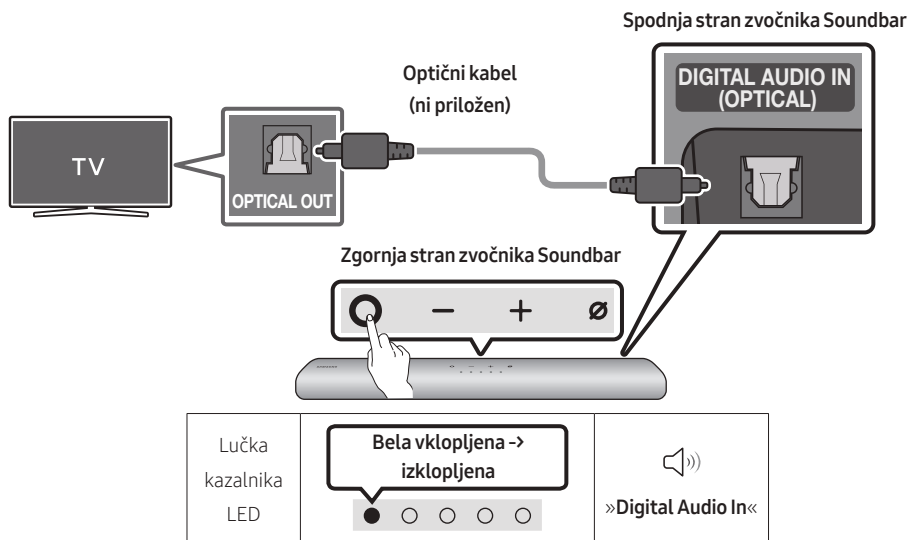 Spodnja stran zvočnika Soundbar
Optični kabel
(ni priložen)
DIGITAL AUDIO IN
(OPTICAL)
TV
OPTICAL OUT
Zgornja stran zvočnika Soundbar
Lučka
kazalnika
LED
Bela vklopljena ->
izklopljena
»Digital Audio In«